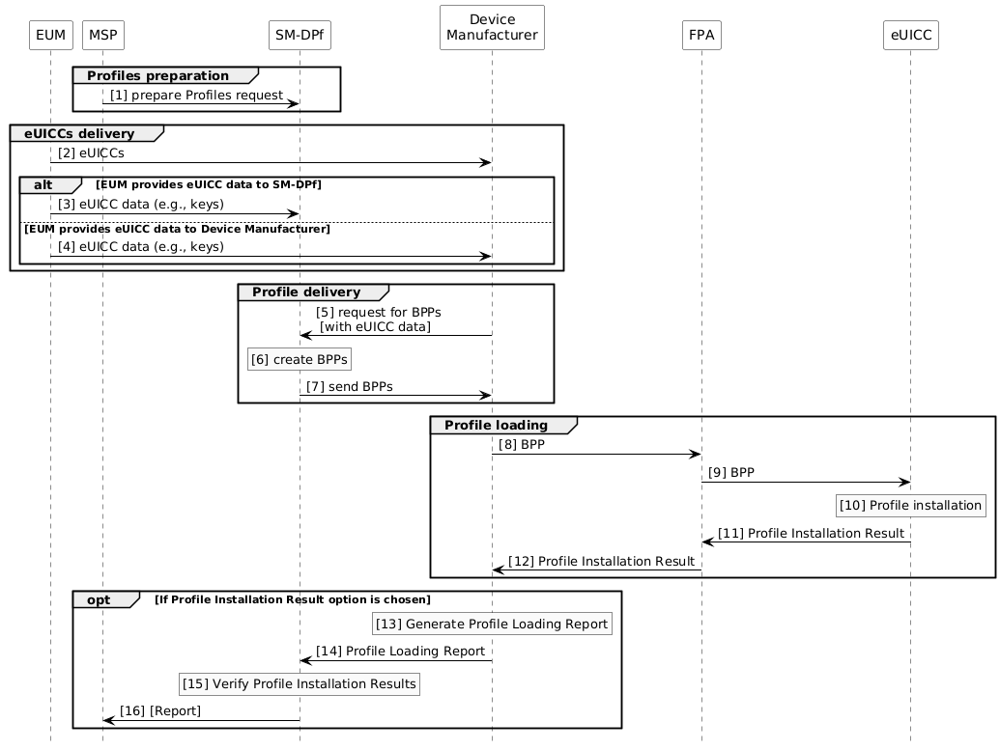 EUM
MSP
SM-DPf
Device
Manufacturer
FPA
eUICC
Profiles preparation
[1] prepare Profiles request
eUICCs delivery
[2] eUICCs
alt [EUM provides eUICC data to SM-DPf]
[3] eUICC data (e.g., keys)
[EUM provides eUICC data to Device Manufacturer]
[4] eUICC data (e.g., keys)
Profile delivery
[5] request for BPPs
[with eUICC data]
[6] create BPPs
[7] send BPPs
Profile loading
[8] BPP
[9] BPP
[10] Profile installation
[11] Profile Installation Result
[12] Profile Installation Result
opt [If Profile Installation Result option is chosen]
[13] Generate Profile Loading Report
[14] Profile Loading Report
[15] Verify Profile Installation Results
[16] [Report]